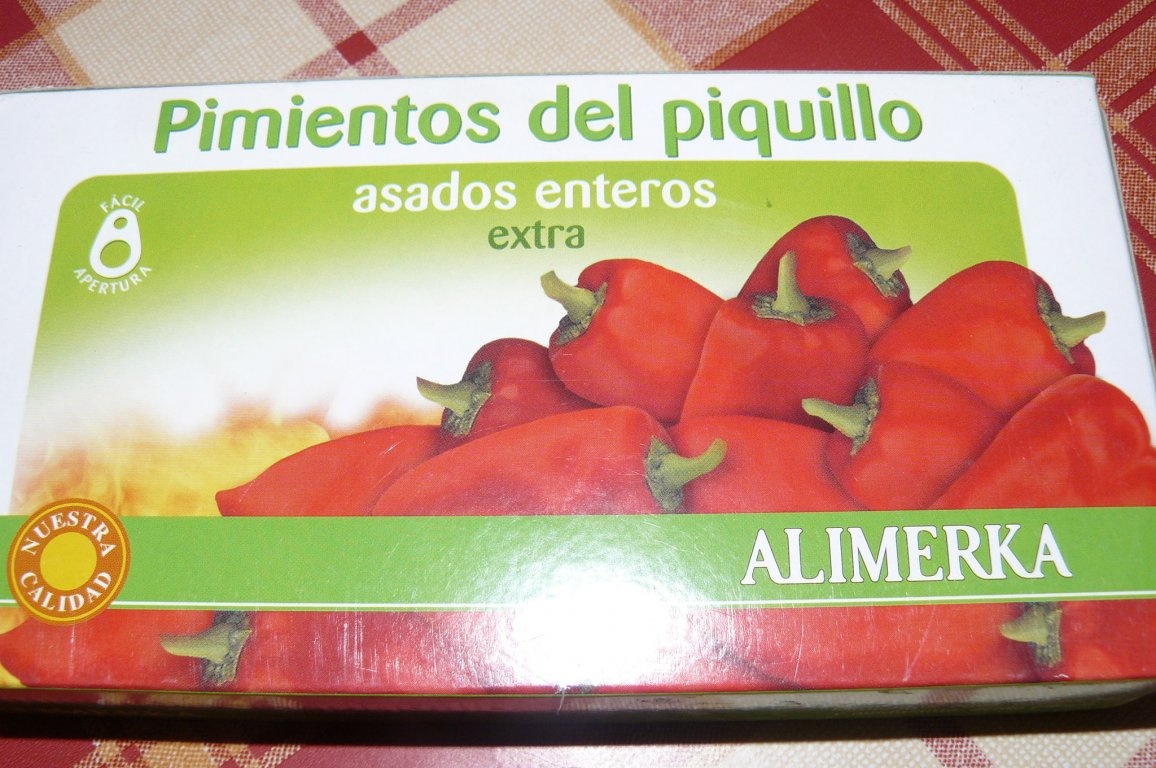 Pimientos del piquillo
asados enteros
extra
FÁCIL
APERTURA
NUESTRA
CALIDAD
ALIMERKA